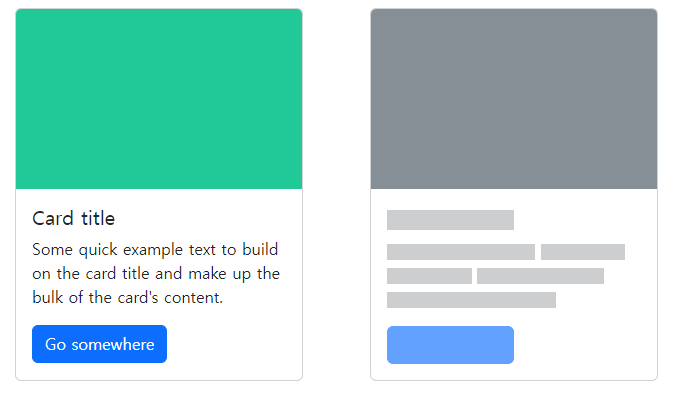 Card title
Some quick example text to build
on the card title and make up the
bulk of the card's content.
Go somewhere